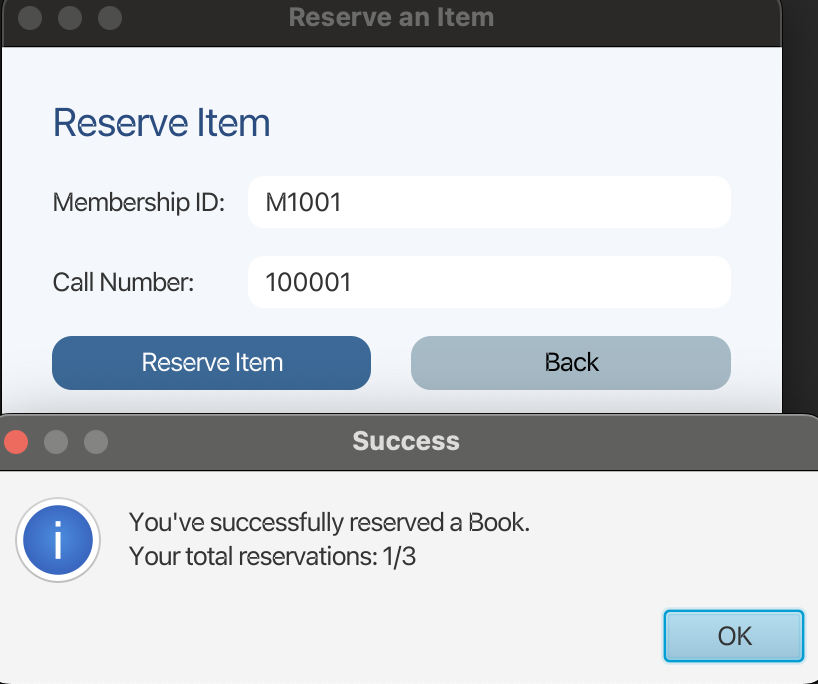 Reserve an Item
Reserve Item
Membership ID: M1001
Call Number: 100001
Reserve Item Back
Success
i
You've successfully reserved a Book.
Your total reservations: 1/3
OK